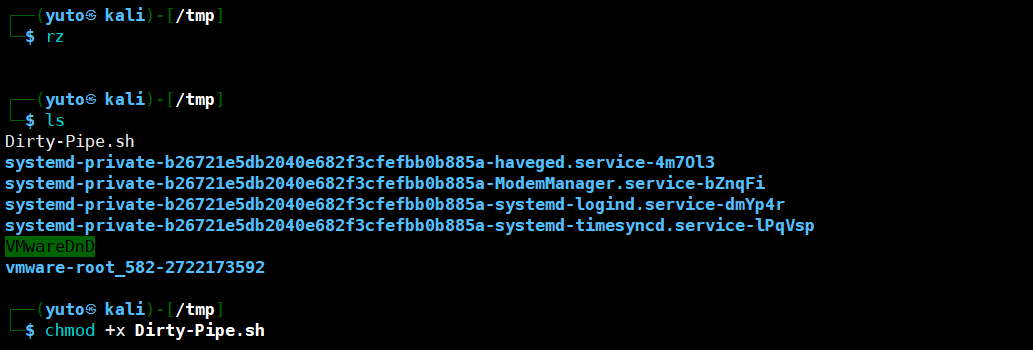 ┌──(yuto㉿ kali)-[/tmp]
└─$ rz
┌──(yuto㉿ kali)-[/tmp]
└─$ ls
Dirty-Pipe.sh
systemd-private-b26721e5db2040e682f3cfefbb0b885a-haveged.service-4m7Ol3
systemd-private-b26721e5db2040e682f3cfefbb0b885a-ModemManager.service-bZnqFi
systemd-private-b26721e5db2040e682f3cfefbb0b885a-systemd-logind.service-dmYp4r
systemd-private-b26721e5db2040e682f3cfefbb0b885a-systemd-timesyncd.service-lPqVsp
VMwareDnD
vmware-root_582-2722173592
┌──(yuto㉿ kali)-[/tmp]
└─$ chmod +x Dirty-Pipe.sh